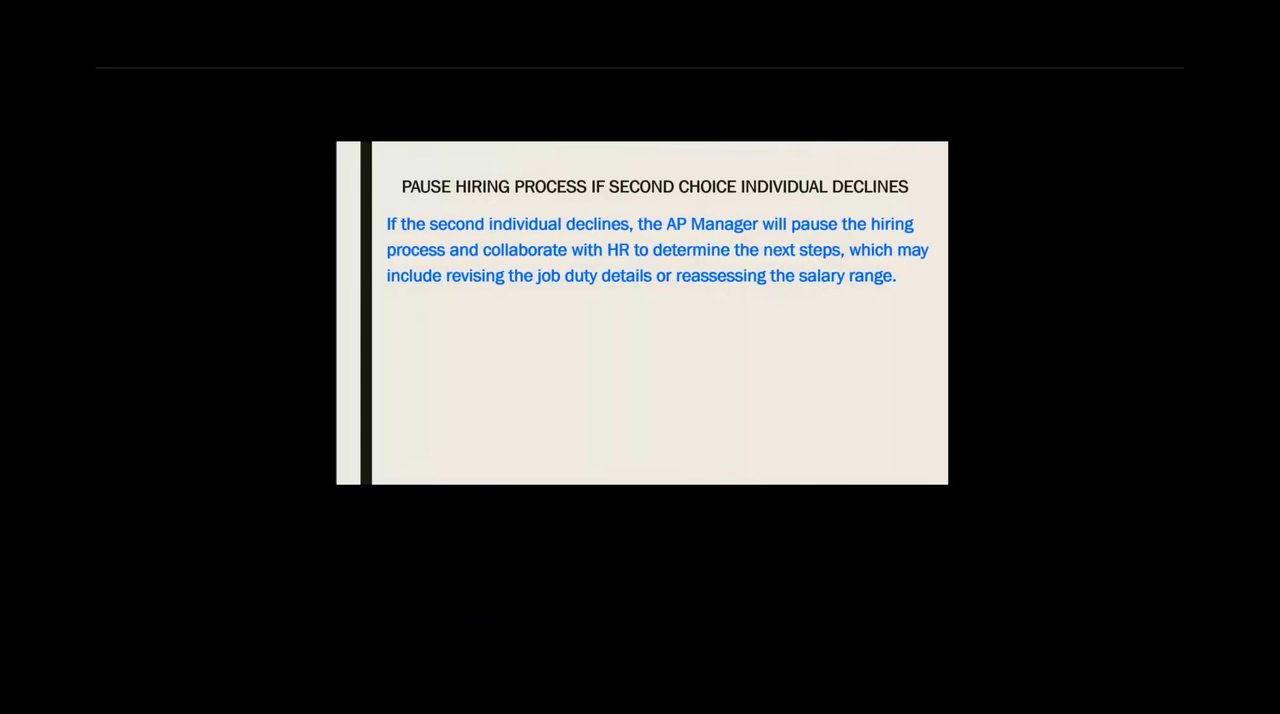 PAUSE HIRING PROCESS IF SECOND CHOICE INDIVIDUAL DECLINES
If the second individual declines, the AP Manager will pause the hiring
process and collaborate with HR to determine the next steps, which may
include revising the job duty details or reassessing the salary range.